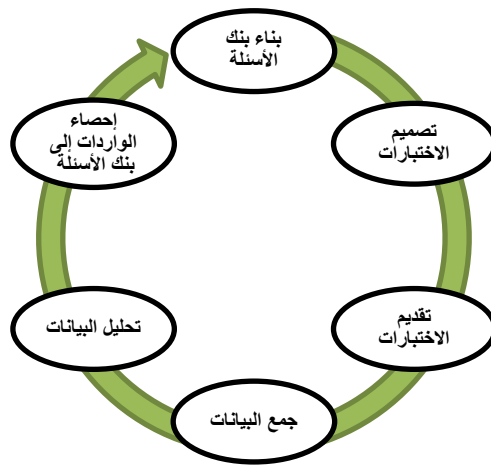 بناء بنك
الأسئلة
تصميم
الاختبارات
تقديم
الاختبارات
جمع البيانات
تحليل البيانات
إحصاء
الواردات إلى
بنك الأسئلة